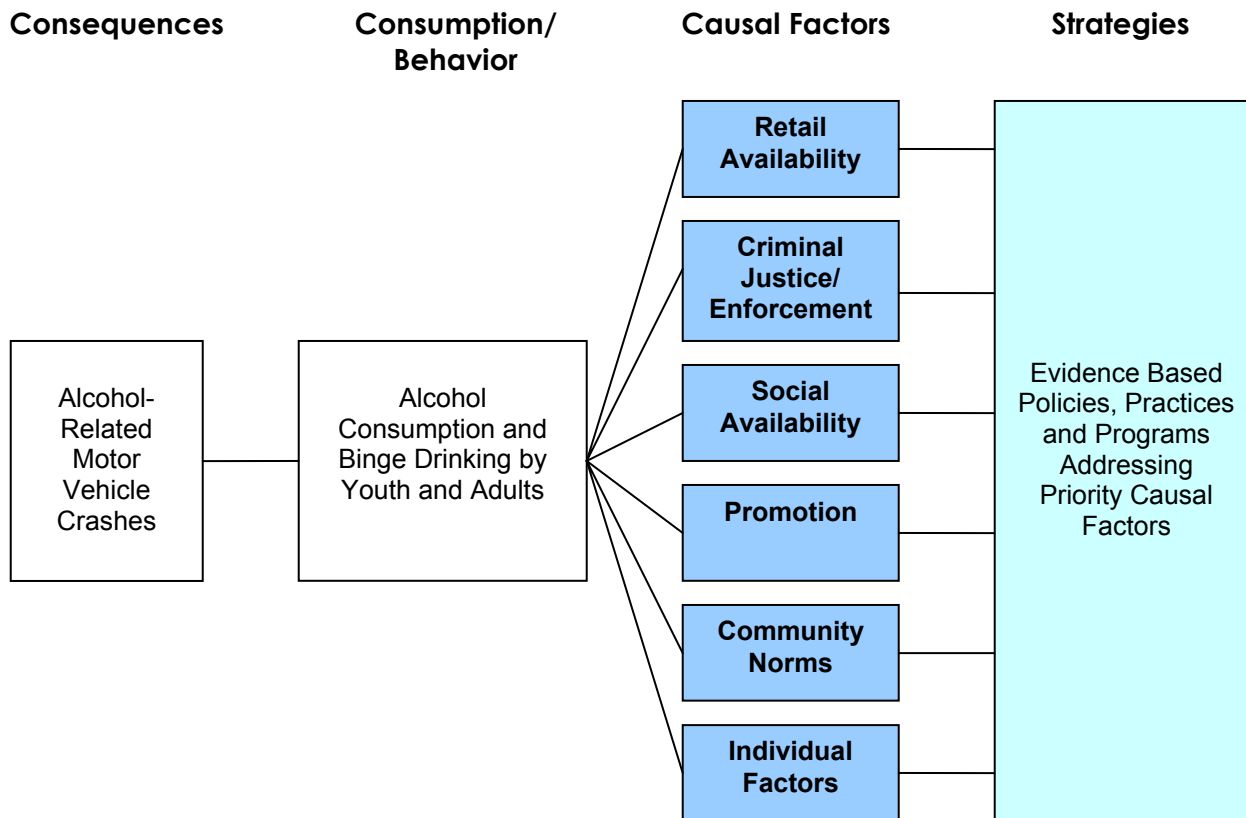 Consequences
Consumption/
Behavior
Causal Factors
Strategies
Alcohol-
Related
Motor
Vehicle
Crashes
Alcohol
Consumption and
Binge Drinking by
Youth and Adults
Retail
Availability
Criminal
Justice/
Enforcement
Social
Availability
Promotion
Community
Norms
Individual
Factors
Evidence Based
Policies, Practices
and Programs
Addressing
Priority Causal
Factors